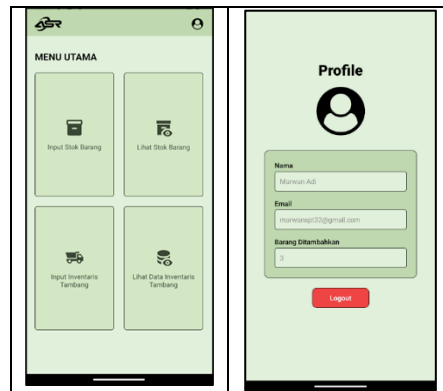 ASR
MENU UTAMA
Input Stok Barang
Lihat Stok Barang
Input Inventaris
Tambang
Lihat Data Inventaris
Tambang
Profile
Nama
Marwan Adi
Email
marwanspt32@gmail.com
Barang Ditambahkan
3
Logout